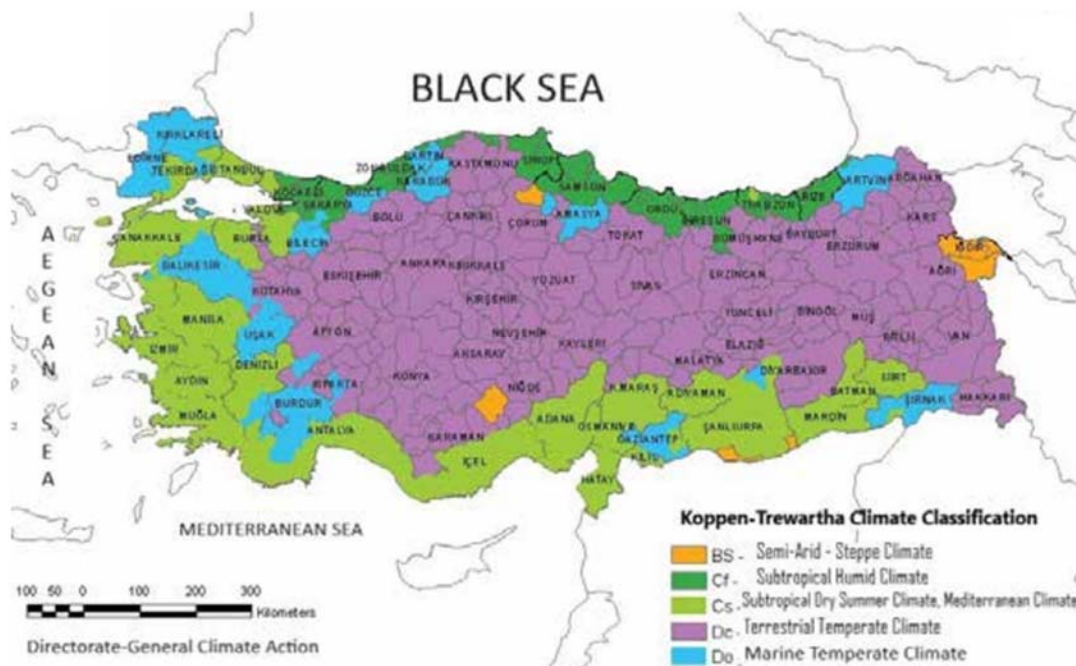 BLACK SEA
KIRKLARELİ
EDİRNE
TEKİRDAĞ
İSTANBUL
KOCAELİ
SAKARYA
YALOVA
DÜZCE
ZONGULDAK
BARTIN
KARABÜK
KASTAMONU
SİNOP
SAMSUN
ORDU
GİRESUN
TRABZON
RİZE
ARTVİN
ARDAHAN
KARS
IĞDIR
AĞRI
ÇANAKKALE
BURSA
BİLECİK
BOLU
ÇANKIRI
ÇORUM
AMASYA
TOKAT
GÜMÜŞHANE
BAYBURT
ERZURUM
BALIKESİR
KÜTAHYA
ESKİŞEHİR
ANKARA
KIRIKKALE
YOZGAT
SİVAS
ERZİNCAN
TUNCELİ
BİNGÖL
MUŞ
BİTLİS
VAN
MANİSA
UŞAK
AFYON
KIRŞEHİR
NEVŞEHİR
KAYSERİ
MALATYA
ELAZIĞ
İZMİR
AYDIN
DENİZLİ
ISPARTA
KONYA
AKSARAY
NİĞDE
K.MARAŞ
ADIYAMAN
DİYARBAKIR
BATMAN
SİİRT
ŞIRNAK
HAKKARİ
MUĞLA
BURDUR
ANTALYA
KARAMAN
İÇEL
ADANA
OSMANİYE
GAZİANTEP
KİLİS
ŞANLIURFA
MARDİN
HATAY
AEGEAN SEA
MEDITERRANEAN SEA
Koppen-Trewartha Climate Classification
BS - Semi-Arid - Steppe Climate
Cf - Subtropical Humid Climate
Cs - Subtropical Dry Summer Climate, Mediterranean Climate
Dc - Terrestrial Temperate Climate
Do - Marine Temperate Climate
100 50 0 100 200 300
Kilometers
Directorate-General Climate Action